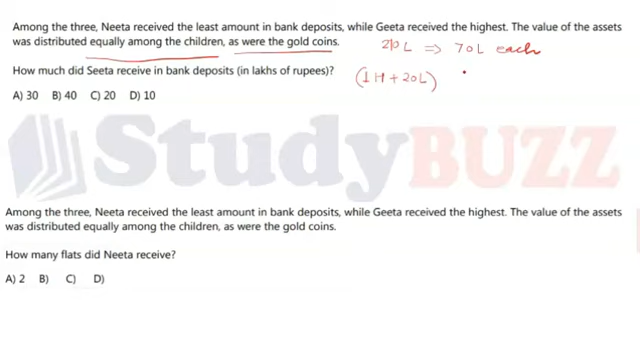 Among the three, Neeta received the least amount in bank deposits, while Geeta received the highest. The value of the assets
was distributed equally among the children, as were the gold coins.
210 L ⇒ 70L each
How much did Seeta receive in bank deposits (in lakhs of rupees)?
(1H + 20L)
A) 30 B) 40 C) 20 D) 10
StudyBUZZ
Among the three, Neeta received the least amount in bank deposits, while Geeta received the highest. The value of the assets
was distributed equally among the children, as were the gold coins.
How many flats did Neeta receive?
A) 2 B) C) D)